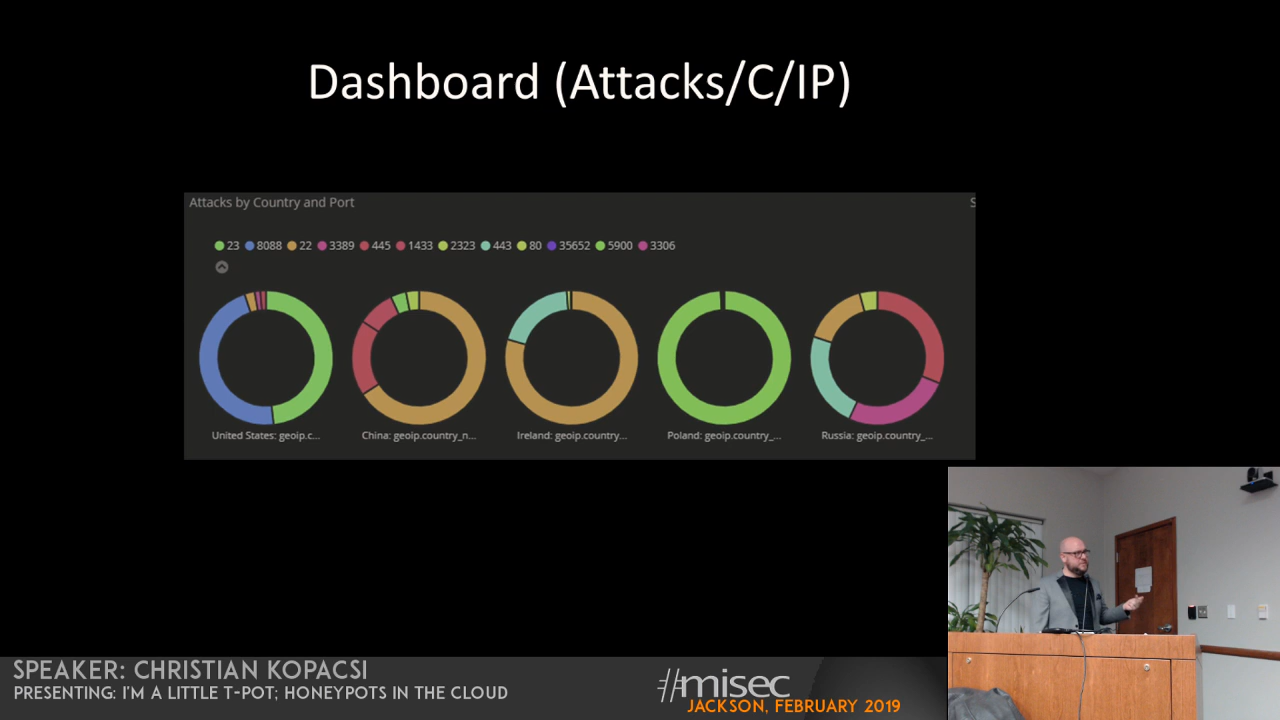 Dashboard (Attacks/C/IP)
Attacks by Country and Port
S
23 8088 22 3389 445 1433 2323 443 80 35652 5900 3306
United States: geoip.c... China: geoip.country_n... Ireland: geoip.country... Poland: geoip.country_... Russia: geoip.country_...
SPEAKER: CHRISTIAN KOPACSI
PRESENTING: I'M A LITTLE T-POT; HONEYPOTS IN THE CLOUD
#misec
JACKSON, FEBRUARY 2019